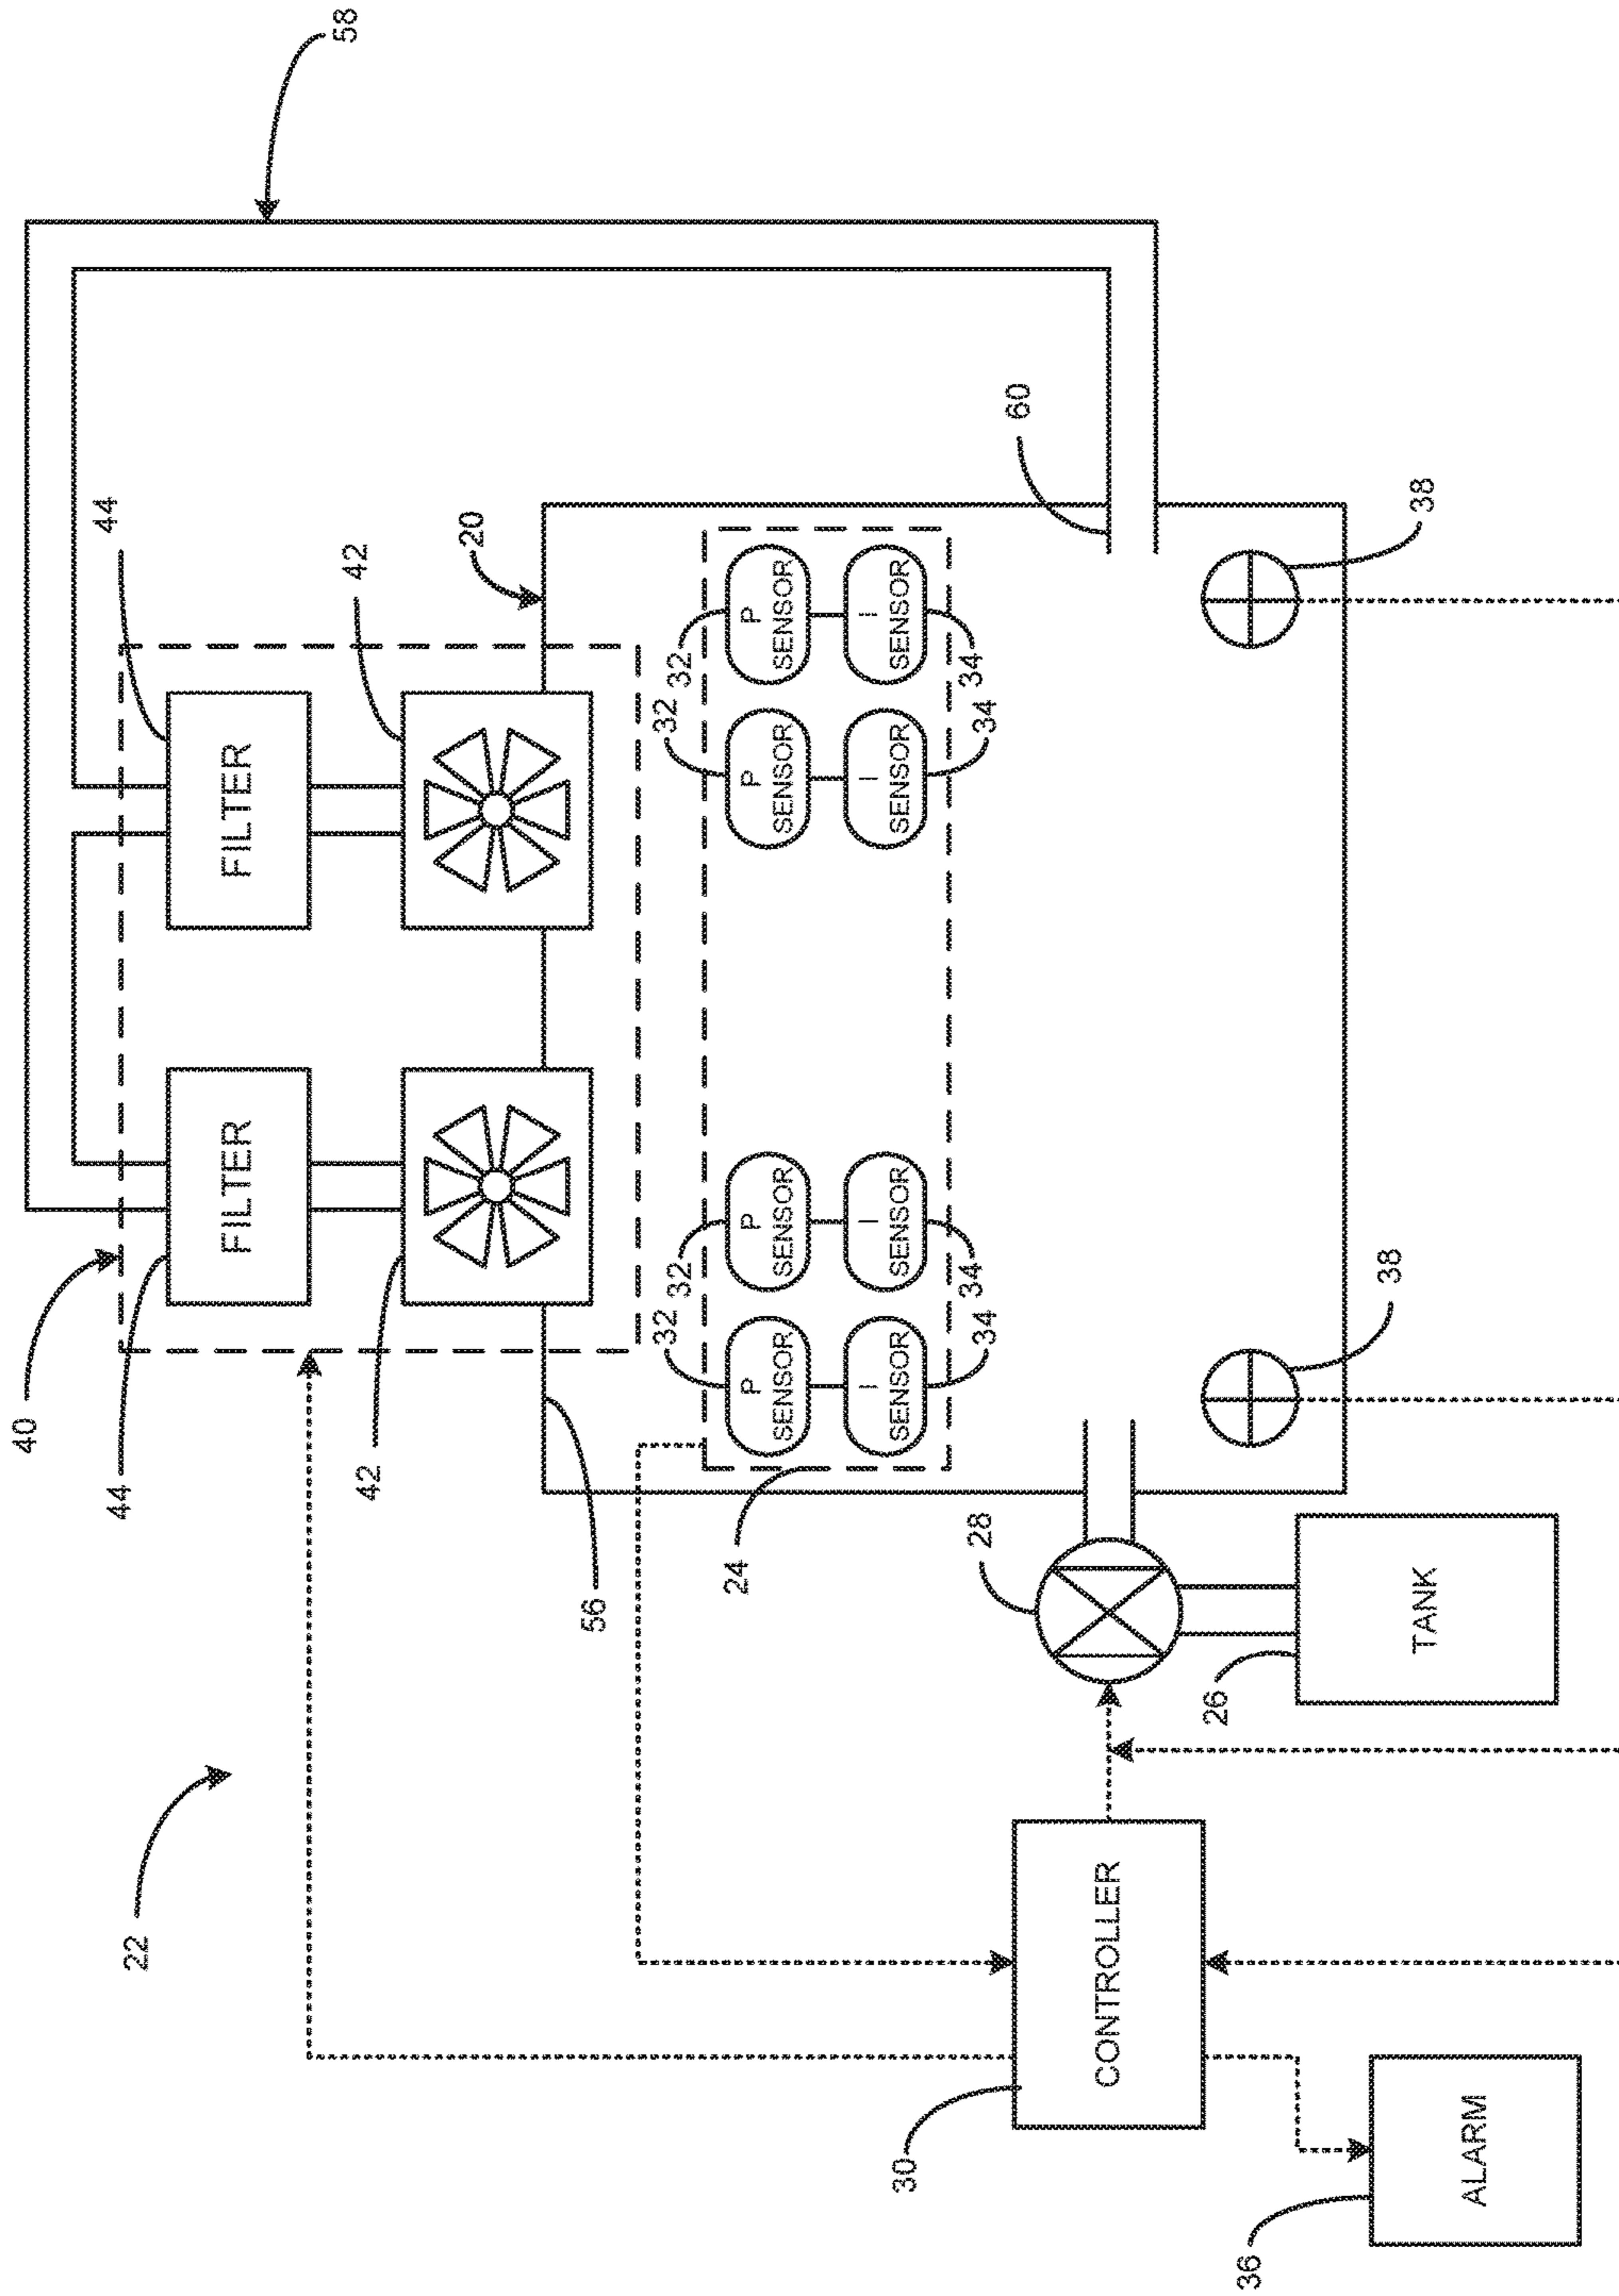 40
58
44
44
22
FILTER
FILTER
42
42
20
56
32
32
32
32
24
P
SENSOR
P
SENSOR
P
SENSOR
P
SENSOR
I
SENSOR
I
SENSOR
I
SENSOR
I
SENSOR
34
34
34
34
30
28
60
CONTROLLER
26
36
38
38
TANK
ALARM